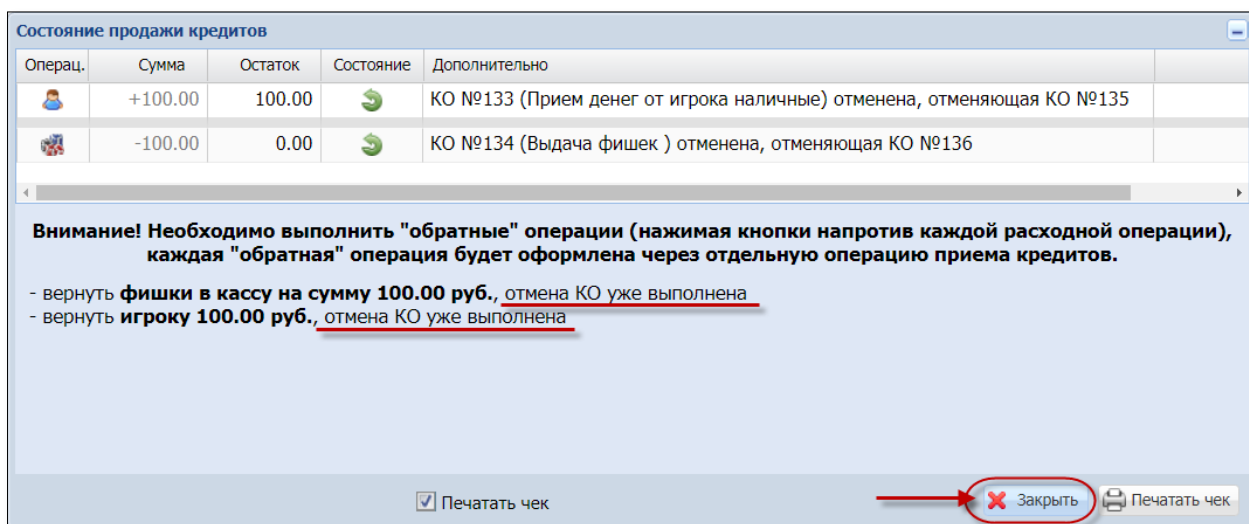 Состояние продажи кредитов
Операц. Сумма Остаток Состояние Дополнительно
+100.00 100.00 КО №133 (Прием денег от игрока наличные) отменена, отменяющая КО №135
-100.00 0.00 КО №134 (Выдача фишек ) отменена, отменяющая КО №136
Внимание! Необходимо выполнить "обратные" операции (нажимая кнопки напротив каждой расходной операции),
каждая "обратная" операция будет оформлена через отдельную операцию приема кредитов.
- вернуть фишки в кассу на сумму 100.00 руб., отмена КО уже выполнена
- вернуть игроку 100.00 руб., отмена КО уже выполнена
Печатать чек Закрыть Печатать чек